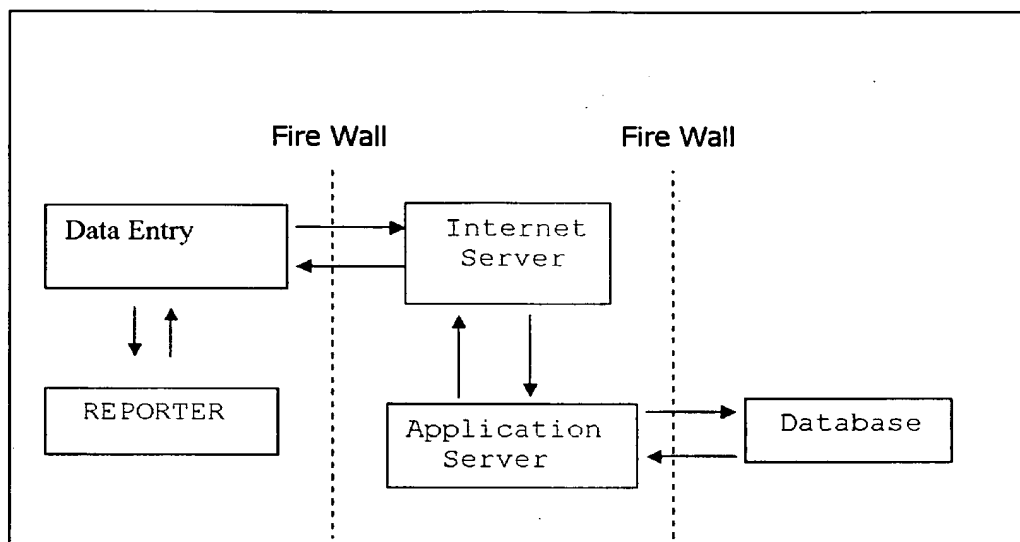 Fire Wall
Fire Wall
Data Entry
Internet
Server
REPORTER
Application
Server
Database